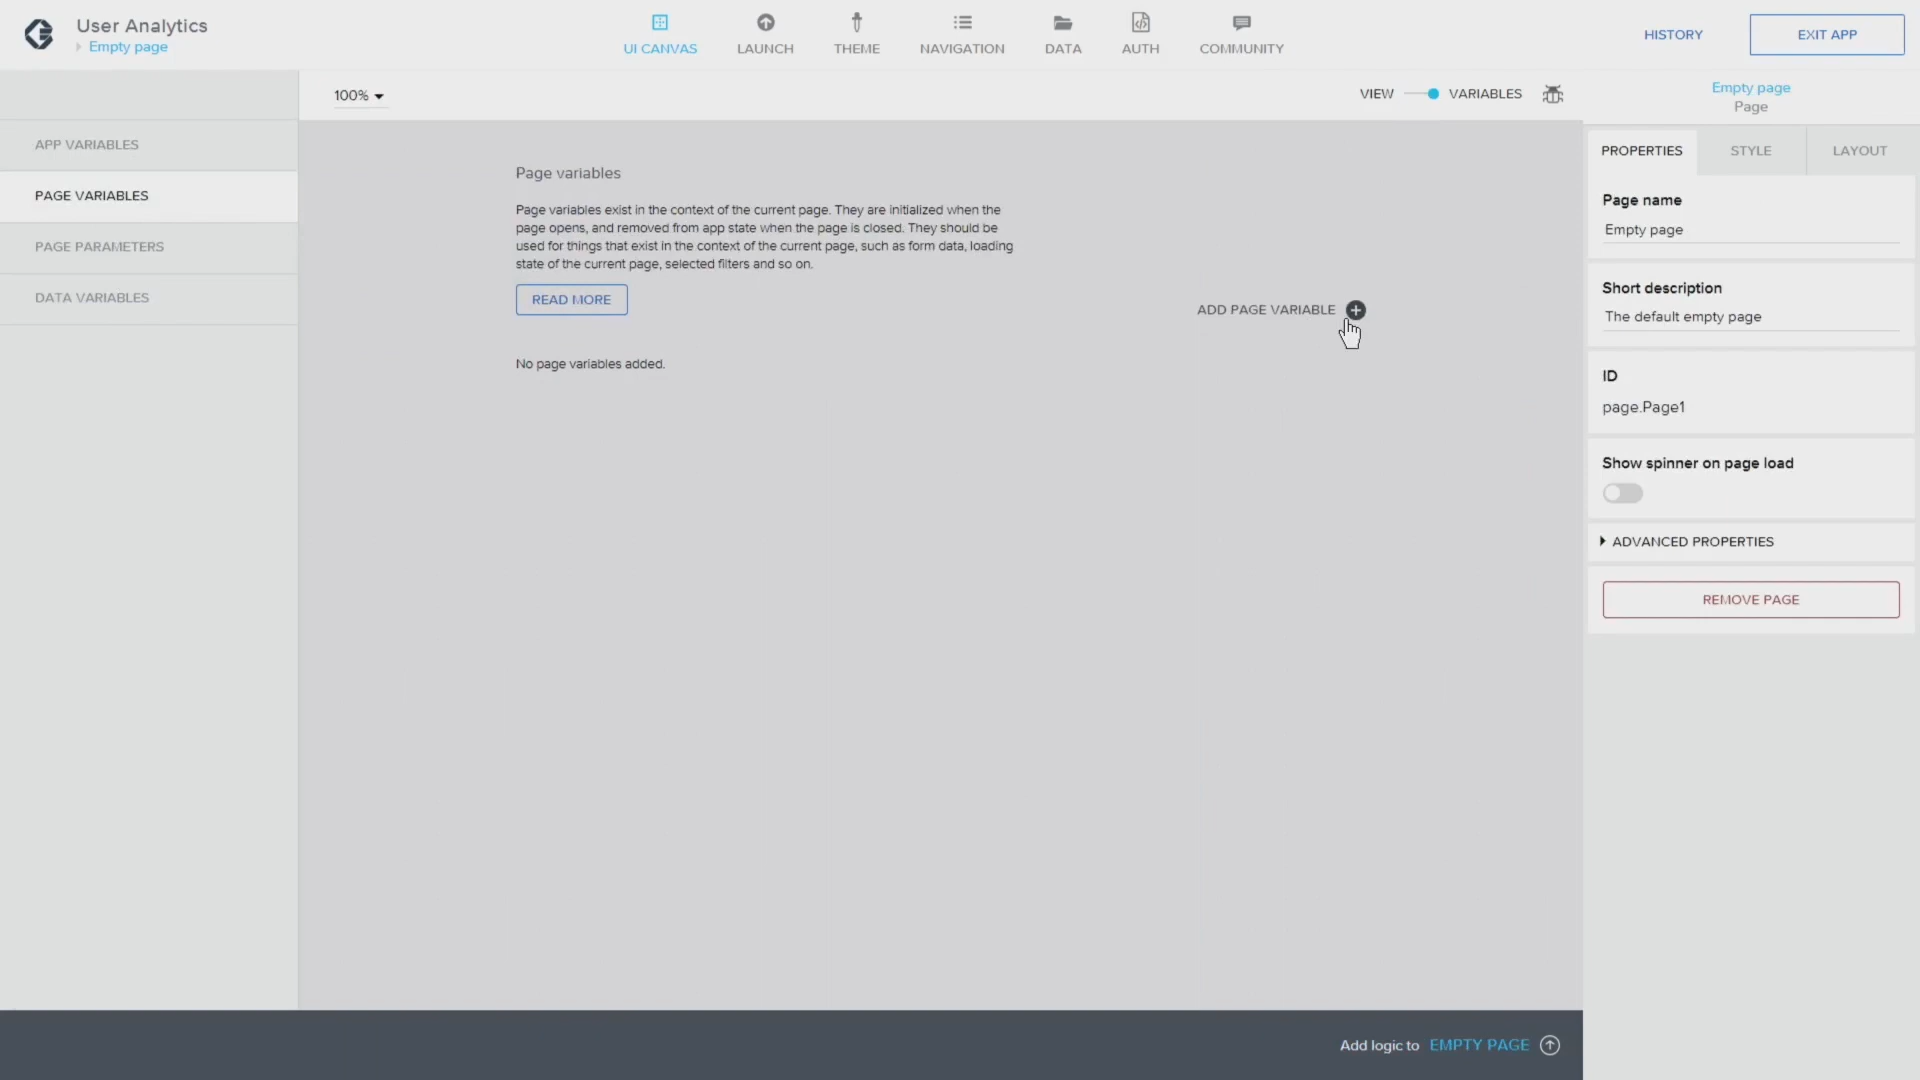 User Analytics
Empty page
UI CANVAS
LAUNCH
THEME
NAVIGATION
DATA
AUTH
COMMUNITY
HISTORY
EXIT APP
100%
VIEW
VARIABLES
Empty page
Page
APP VARIABLES
PAGE VARIABLES
PAGE PARAMETERS
DATA VARIABLES
Page variables
Page variables exist in the context of the current page. They are initialized when the
page opens, and removed from app state when the page is closed. They should be
used for things that exist in the context of the current page, such as form data, loading
state of the current page, selected filters and so on.
READ MORE
ADD PAGE VARIABLE
No page variables added.
PROPERTIES
STYLE
LAYOUT
Page name
Empty page
Short description
The default empty page
ID
page.Page1
Show spinner on page load
ADVANCED PROPERTIES
REMOVE PAGE
Add logic to EMPTY PAGE